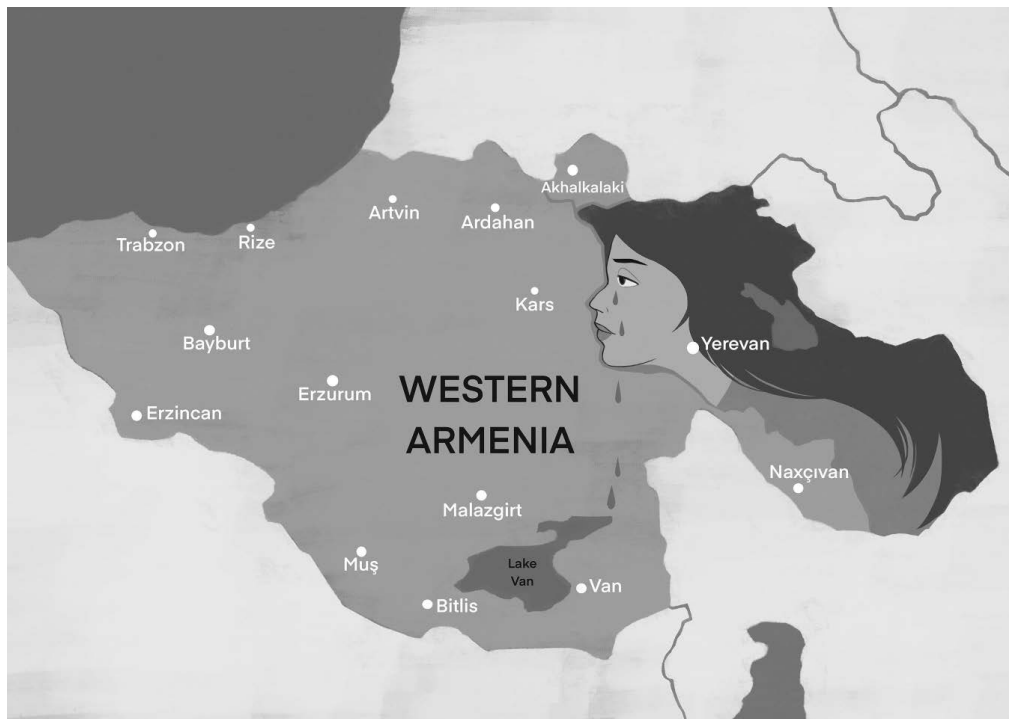 Akhalkalaki
Artvin
Ardahan
Trabzon
Rize
Kars
Bayburt
Yerevan
Erzurum
WESTERN
ARMENIA
Erzincan
Naxçıvan
Malazgirt
Muş
Lake
Van
Van
Bitlis